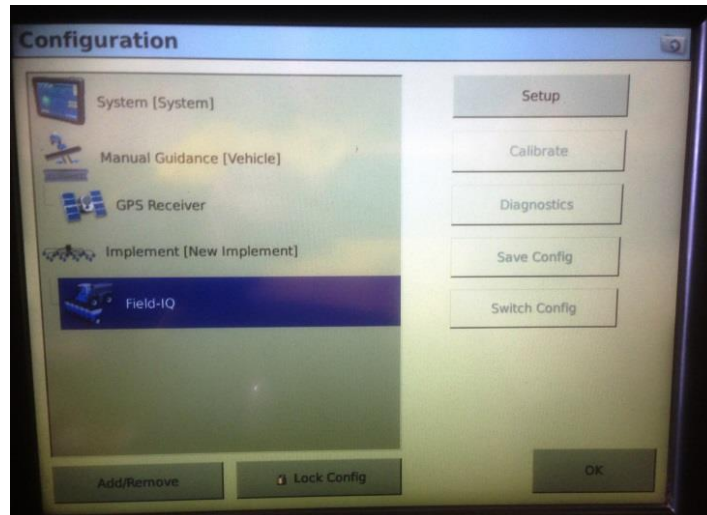 Configuration
System [System]
Manual Guidance [Vehicle]
GPS Receiver
Implement [New Implement]
Field-IQ
Setup
Calibrate
Diagnostics
Save Config
Switch Config
Add/Remove
Lock Config
OK